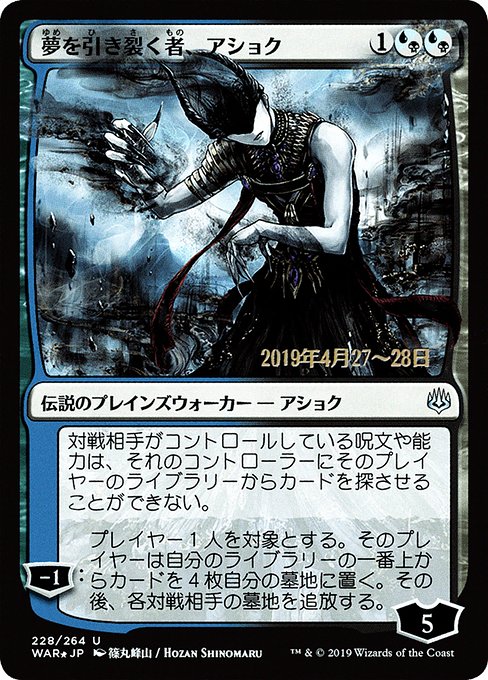 ゆめ ひ さ もの
夢を引き裂く者 アショク 1
2019年4月27~28日
伝説のプレインズウォーカー — アショク
対戦相手がコントロールしている呪文や能
力は、それのコントローラーにそのプレイ
ヤーのライブラリーからカードを探させる
ことができない。
プレイヤー1人を対象とする。そのプレ
イヤーは自分のライブラリーの一番上か
-1 : らカードを4枚自分の墓地に置く。その
後、各対戦相手の墓地を追放する。
5
228/264 U
WAR★JP 篠丸峰山 / HOZAN SHINOMARU
™ & © 2019 Wizards of the Coast